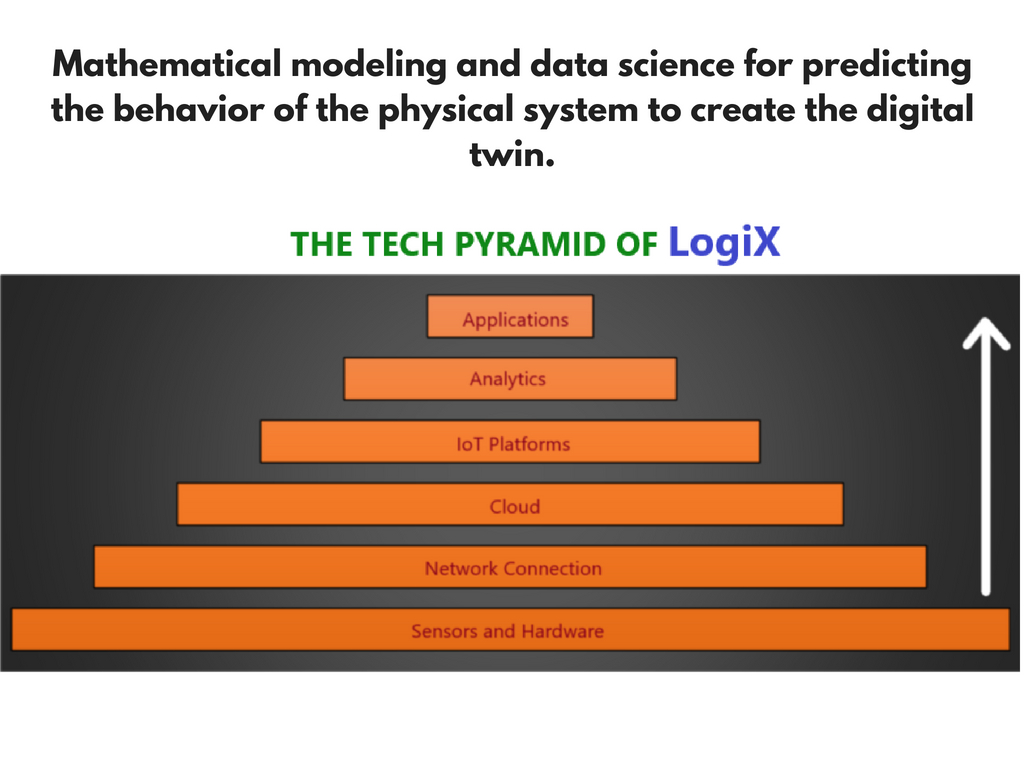 Mathematical modeling and data science for predicting
the behavior of the physical system to create the digital
twin.
THE TECH PYRAMID OF LogiX
Applications
Analytics
IoT Platforms
Cloud
Network Connection
Sensors and Hardware